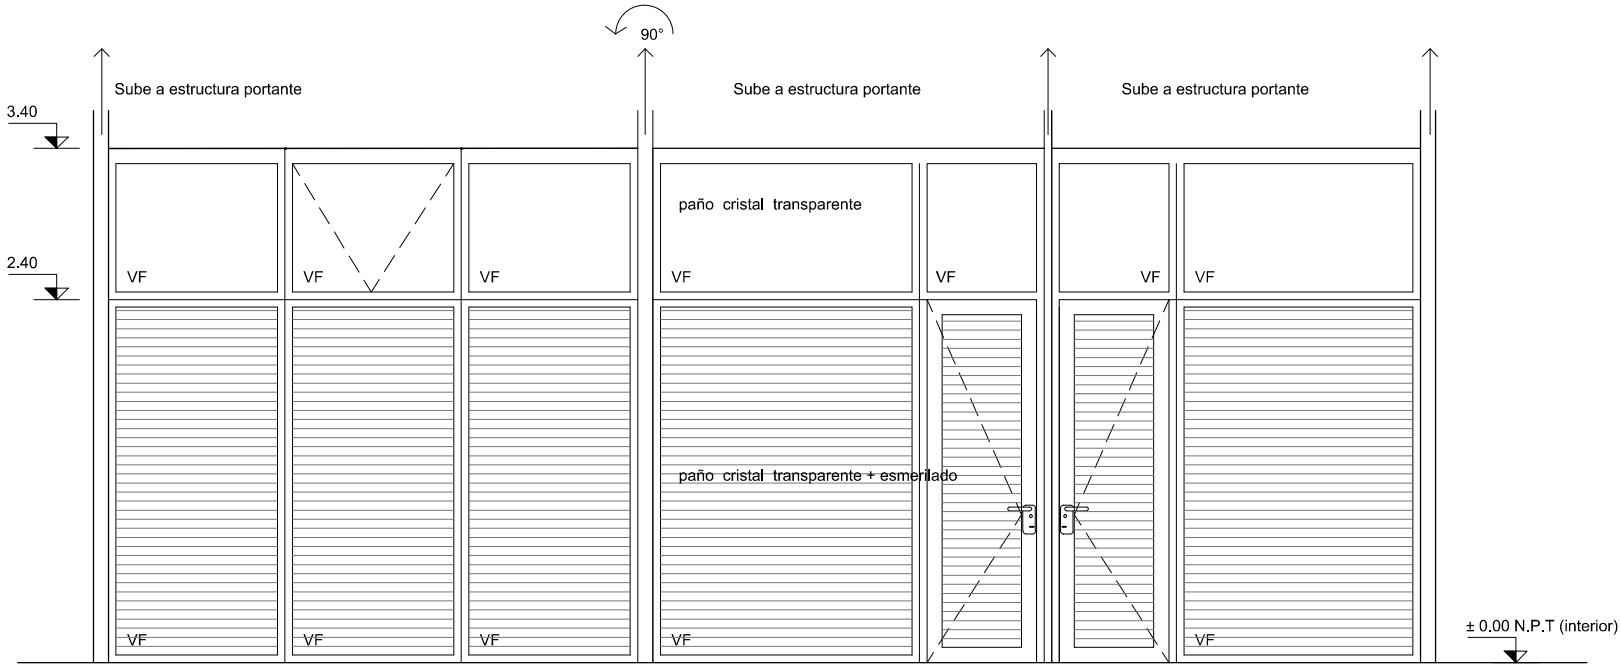 90°
Sube a estructura portante
Sube a estructura portante
Sube a estructura portante
3.40
paño cristal transparente
2.40
VF
VF
VF
VF
VF
VF
VF
paño cristal transparente + esmerilado
VF
VF
VF
VF
VF
± 0.00 N.P.T (interior)